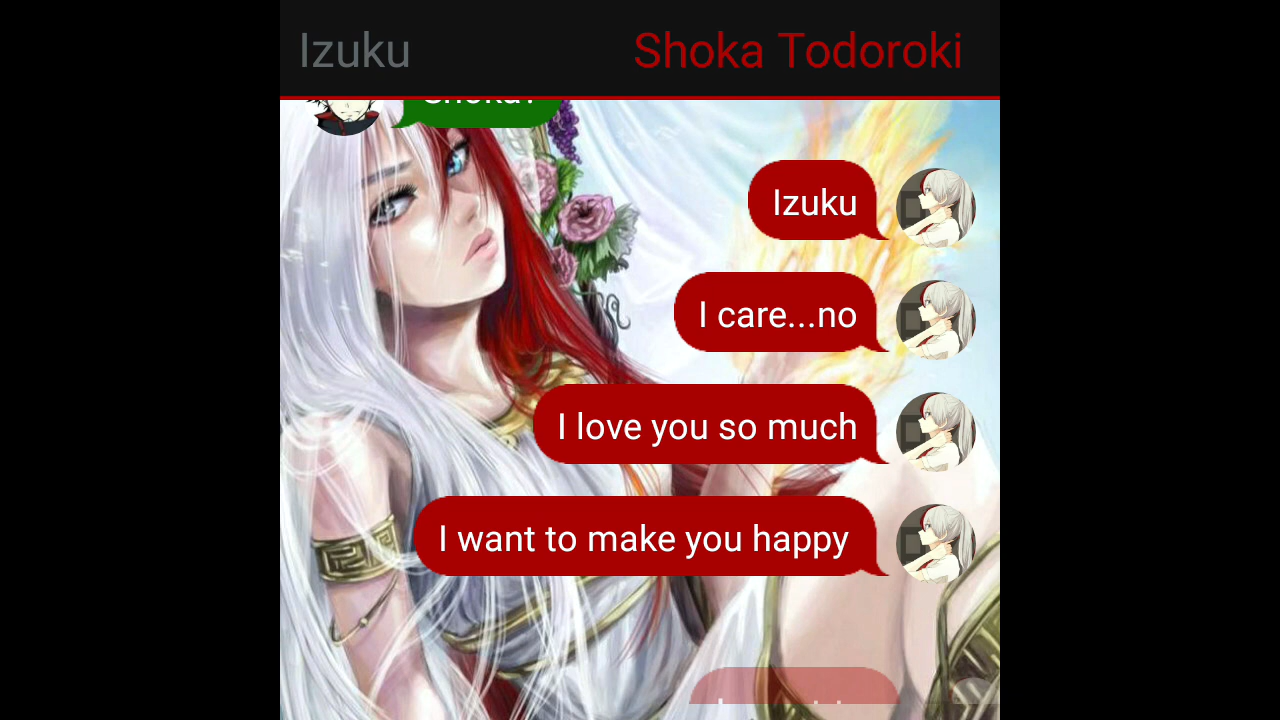 Izuku
Shoka Todoroki
Izuku
I care...no
I love you so much
I want to make you happy